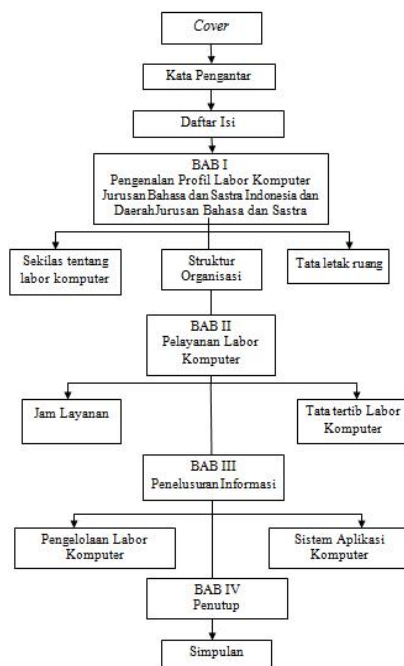 Cover
Kata Pengantar
Daftar Isi
BAB I
Pengenalan Profil Labor Komputer
Jurusan Bahasa dan Sastra Indonesia dan
DaerahJurusan Bahasa dan Sastra
Sekilas tentang
labor komputer
Struktur
Organisasi
Tata letak ruang
BAB II
Pelayanan Labor
Komputer
Jam Layanan
Tata tertib Labor
Komputer
BAB III
Penelusuran Informasi
Pengelolaan Labor
Komputer
Sistem Aplikasi
Komputer
BAB IV
Penutup
Simpulan